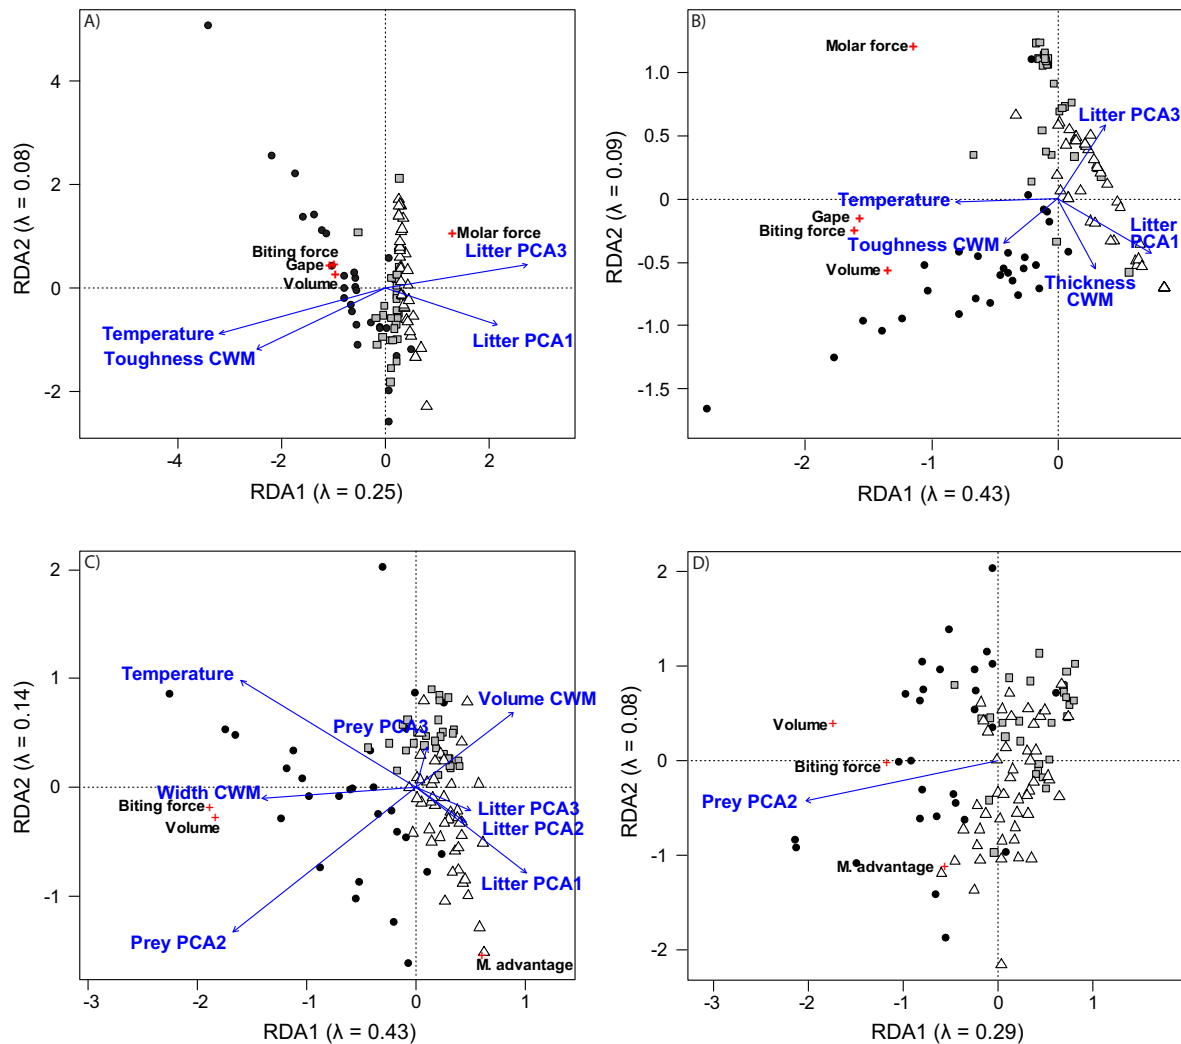 A)
4
2
0
-2
RDA2 (λ = 0.08)
Biting force
Gape
Volume
Molar force
Litter PCA3
Temperature
Toughness CWM
Litter PCA1
-4
-2
0
2
RDA1 (λ = 0.25)
B)
1.0
0.5
0
-0.5
-1.0
-1.5
RDA2 (λ = 0.09)
Molar force
Litter PCA3
Temperature
Gape
Biting force
Toughness CWM
Litter
PCA1
Volume
Thickness
CWM
-2
-1
0
RDA1 (λ = 0.43)
C)
2
1
0
-1
RDA2 (λ = 0.14)
Temperature
Volume CWM
Prey PCA3
Width CWM
Biting force
Volume
Litter PCA3
Litter PCA2
Litter PCA1
Prey PCA2
M. advantage
-3
-2
-1
0
1
RDA1 (λ = 0.43)
D)
2
1
0
-1
-2
RDA2 (λ = 0.08)
Volume
Biting force
Prey PCA2
M. advantage
-3
-2
-1
0
1
RDA1 (λ = 0.29)